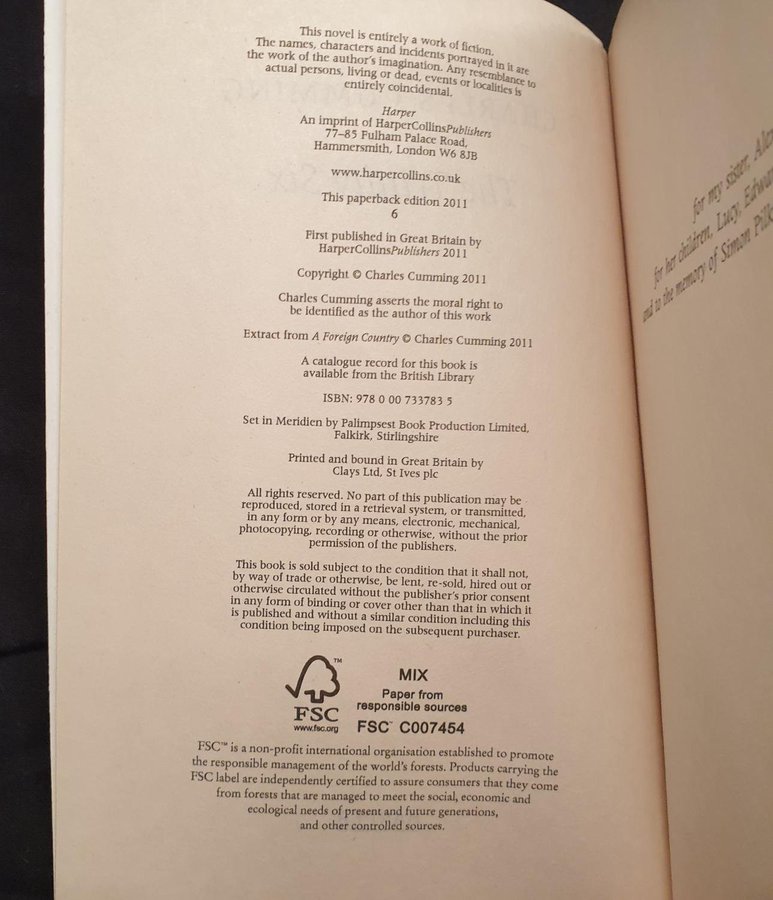 This novel is entirely a work of fiction.
The names, characters and incidents portrayed in it are
the work of the author's imagination. Any resemblance to
actual persons, living or dead, events or localities is
entirely coincidental.
Harper
An imprint of HarperCollinsPublishers
77–85 Fulham Palace Road,
Hammersmith, London W6 8JB
www.harpercollins.co.uk
This paperback edition 2011
6
First published in Great Britain by
HarperCollinsPublishers 2011
Copyright © Charles Cumming 2011
Charles Cumming asserts the moral right to
be identified as the author of this work
Extract from A Foreign Country © Charles Cumming 2011
A catalogue record for this book is
available from the British Library
ISBN: 978 0 00 733783 5
Set in Meridien by Palimpsest Book Production Limited,
Falkirk, Stirlingshire
Printed and bound in Great Britain by
Clays Ltd, St Ives plc
All rights reserved. No part of this publication may be
reproduced, stored in a retrieval system, or transmitted,
in any form or by any means, electronic, mechanical,
photocopying, recording or otherwise, without the prior
permission of the publishers.
This book is sold subject to the condition that it shall not,
by way of trade or otherwise, be lent, re-sold, hired out or
otherwise circulated without the publisher's prior consent
in any form of binding or cover other than that in which it
is published and without a similar condition including this
condition being imposed on the subsequent purchaser.
™
FSC
www.fsc.org
MIX
Paper from
responsible sources
FSC™ C007454
FSC™ is a non-profit international organisation established to promote
the responsible management of the world's forests. Products carrying the
FSC label are independently certified to assure consumers that they come
from forests that are managed to meet the social, economic and
ecological needs of present and future generations,
and other controlled sources.
for my sister,
for her children, Lucy,
and to the memory of Simon